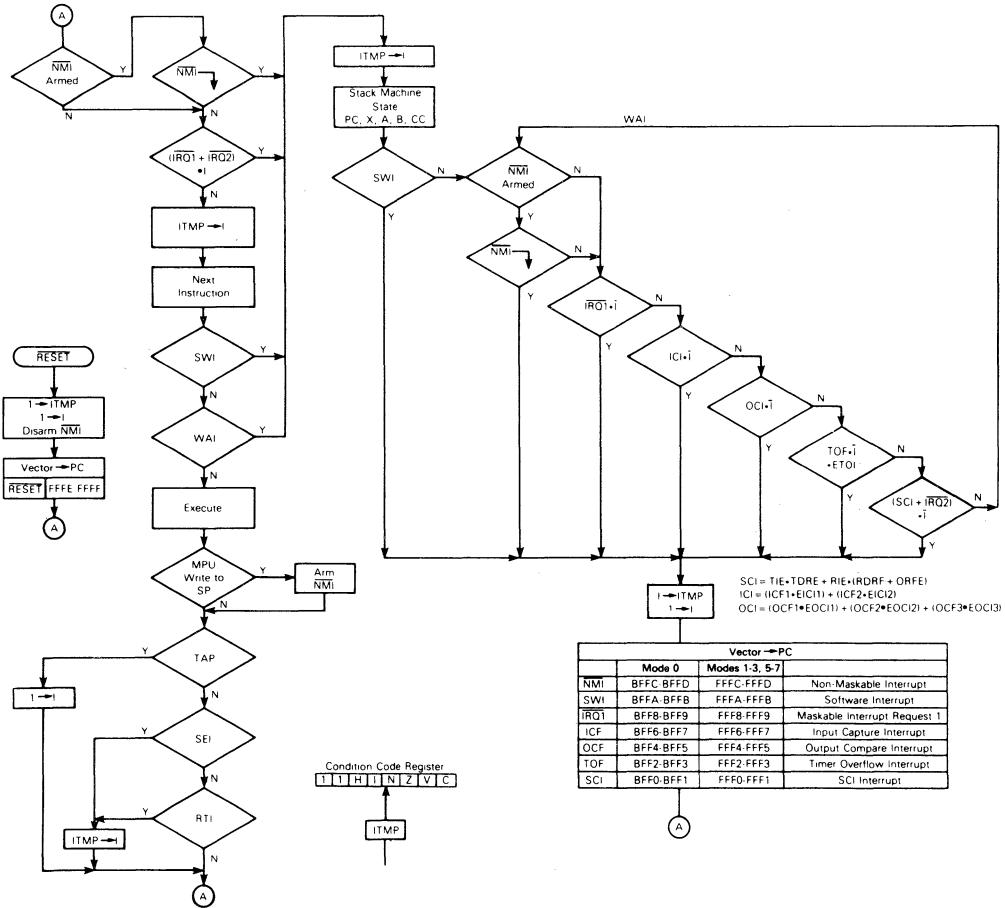 A
NMI
Armed
Y
N
NMI
Y
N
(IRQ1 + IRQ2)
•I
Y
N
ITMP→I
Next
Instruction
SWI
Y
N
WAI
Y
N
Execute
MPU
Write to
SP
Y
N
Arm
NMI
TAP
Y
N
1→I
SEI
Y
N
RTI
Y
N
ITMP→I
A
RESET
1→ITMP
1→I
Disarm NMI
Vector→PC
RESET FFFE FFFF
A
Condition Code Register
1 1 H I N Z V C
ITMP
ITMP→I
Stack Machine
State
PC, X, A, B, CC
SWI
N
Y
WAI
NMI
Armed
N
Y
NMI
N
Y
IRQ1•I
N
Y
ICI•I
N
Y
OCI•I
N
Y
TOF•I
•ETOI
N
Y
(SCI + IRQ2)
•I
N
Y
I→ITMP
1→I
SCI = TIE•TDRE + RIE•(RDRF + ORFE)
ICI = (ICF1•EICI1) + (ICF2•EICI2)
OCI = (OCF1•EOCI1) + (OCF2•EOCI2) + (OCF3•EOCI3)
Vector→PC
Mode 0 Modes 1-3, 5-7
NMI BFFC-BFFD FFFC-FFFD Non-Maskable Interrupt
SWI BFFA-BFFB FFFA-FFFB Software Interrupt
IRQ1 BFF8-BFF9 FFF8-FFF9 Maskable Interrupt Request 1
ICF BFF6-BFF7 FFF6-FFF7 Input Capture Interrupt
OCF BFF4-BFF5 FFF4-FFF5 Output Compare Interrupt
TOF BFF2-BFF3 FFF2-FFF3 Timer Overflow Interrupt
SCI BFF0-BFF1 FFF0-FFF1 SCI Interrupt
A